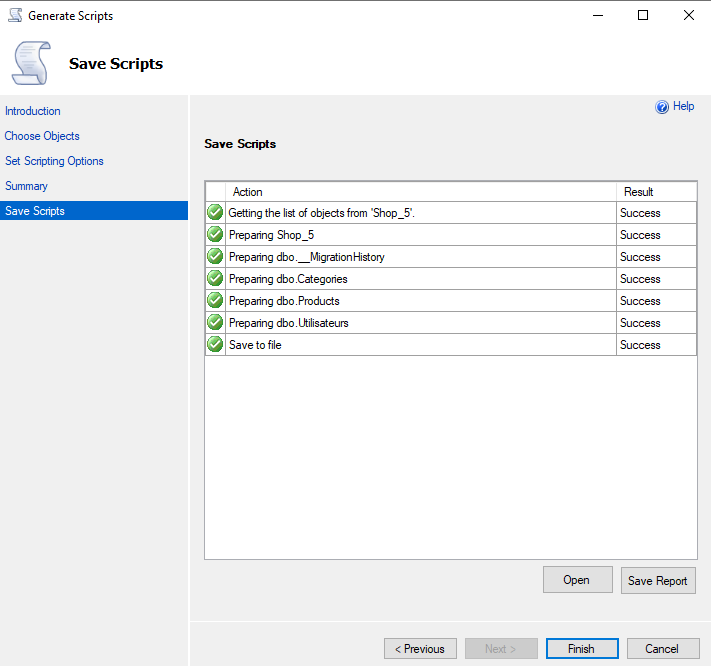 Generate Scripts
Save Scripts
Introduction
Choose Objects
Set Scripting Options
Summary
Save Scripts
Help
Save Scripts
Action Result
Getting the list of objects from 'Shop_5'. Success
Preparing Shop_5 Success
Preparing dbo.__MigrationHistory Success
Preparing dbo.Categories Success
Preparing dbo.Products Success
Preparing dbo.Utilisateurs Success
Save to file Success
Open Save Report
< Previous Next > Finish Cancel